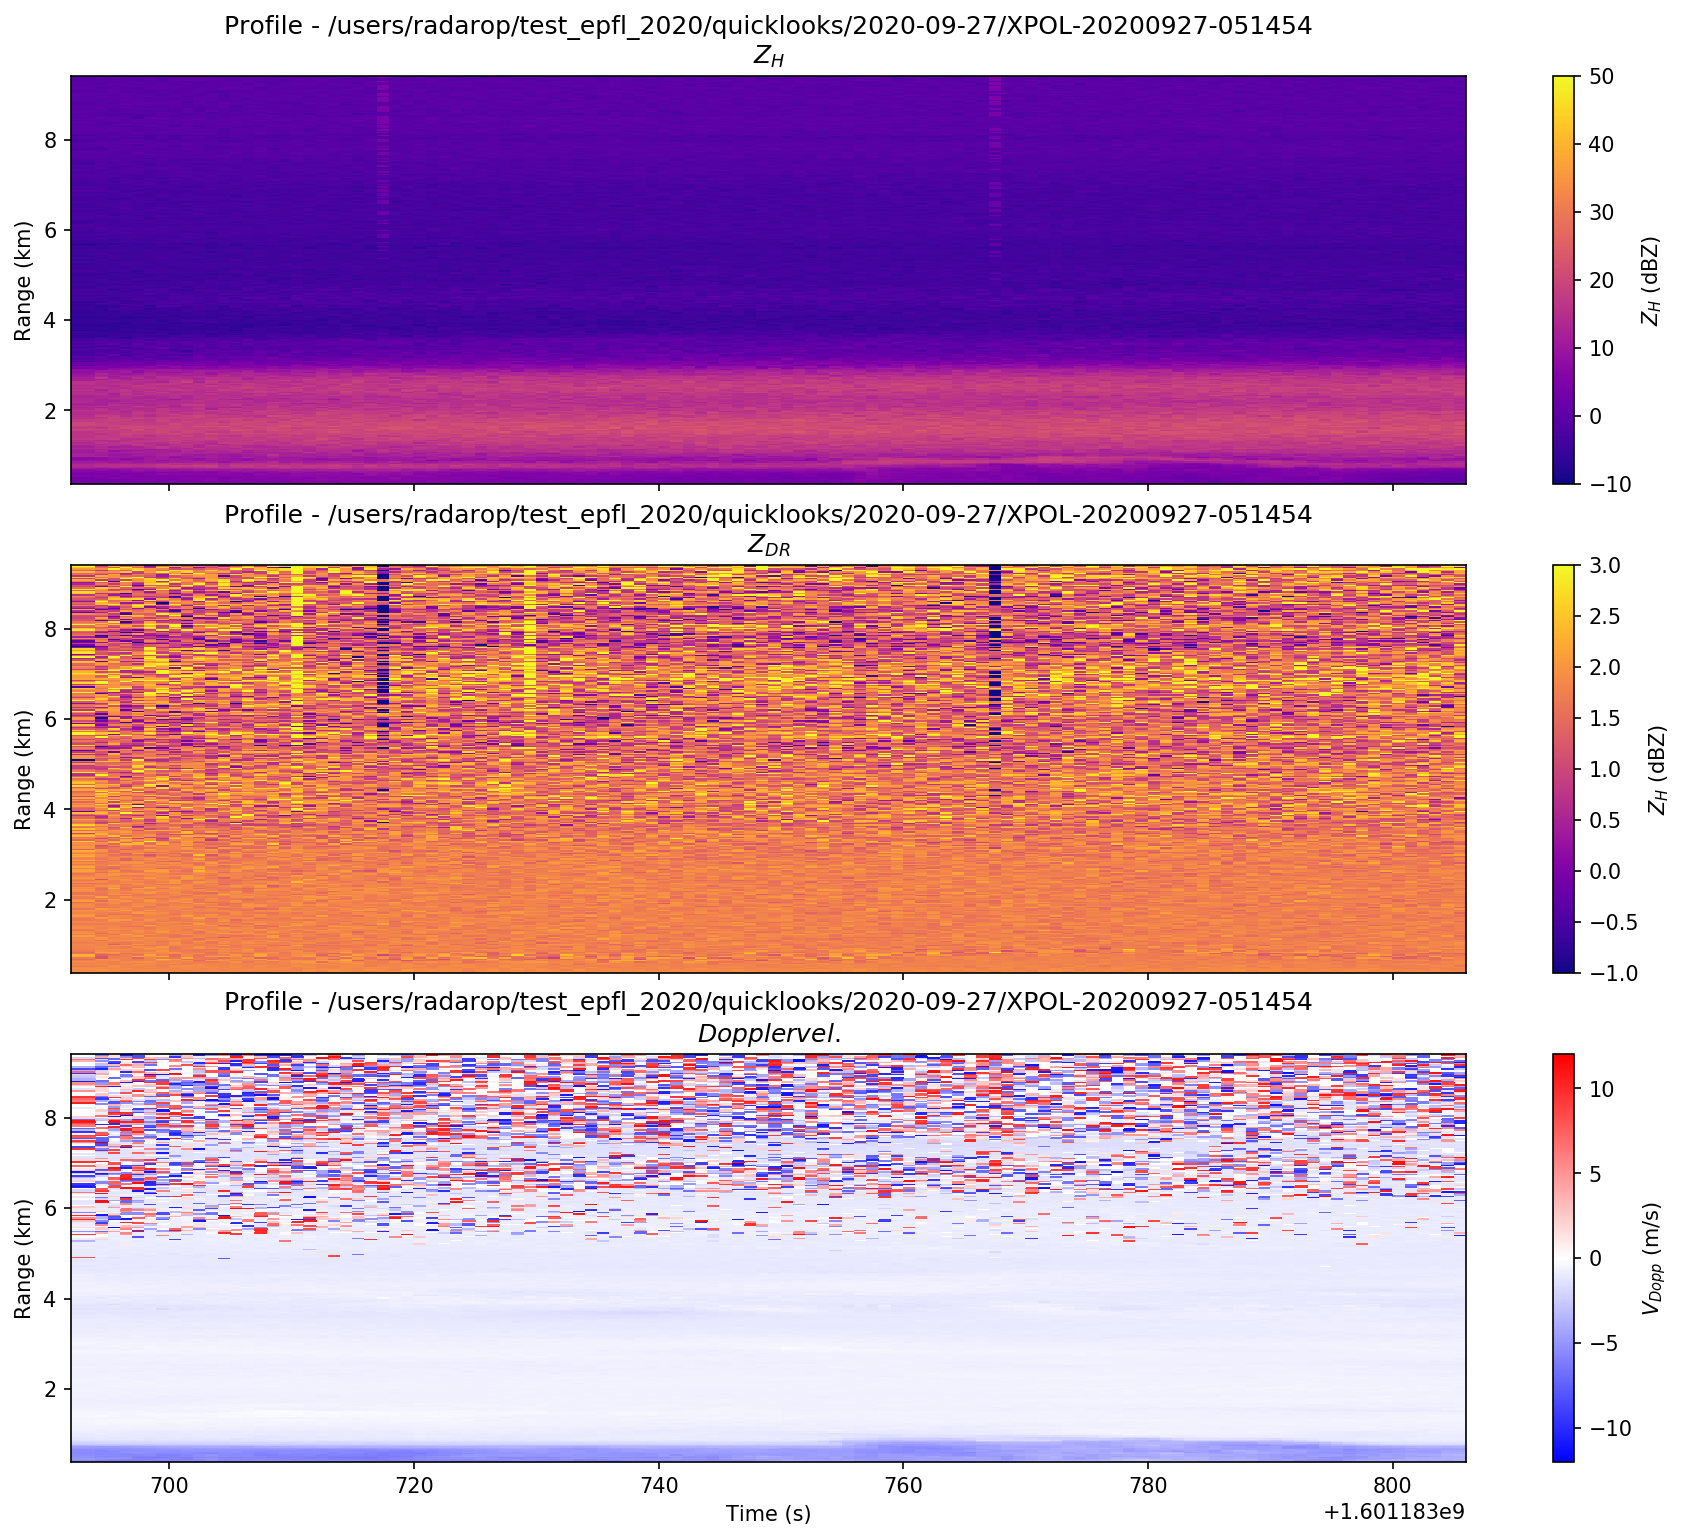 Profile - /users/radarop/test_epfl_2020/quicklooks/2020-09-27/XPOL-20200927-051454
Z_H
Range (km)
8
6
4
2
50
40
30
20
10
0
−10
Z_H (dBZ)
Profile - /users/radarop/test_epfl_2020/quicklooks/2020-09-27/XPOL-20200927-051454
Z_DR
Range (km)
8
6
4
2
3.0
2.5
2.0
1.5
1.0
0.5
0.0
−0.5
−1.0
Z_H (dBZ)
Profile - /users/radarop/test_epfl_2020/quicklooks/2020-09-27/XPOL-20200927-051454
Dopplervel.
Range (km)
8
6
4
2
10
5
0
−5
−10
V_Dopp (m/s)
700 720 740 760 780 800
Time (s)
+1.601183e9